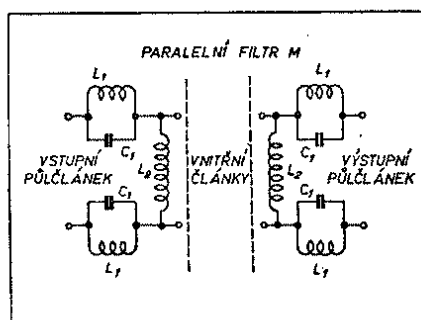 PARALELNÍ FILTR M
L1
L1
C1
C1
VSTUPNÍ
PŮLČLÁNEK
L2
VNITŘNÍ
ČLÁNKY
L2
VÝSTUPNÍ
PŮLČLÁNEK
C1
C1
L1
L1